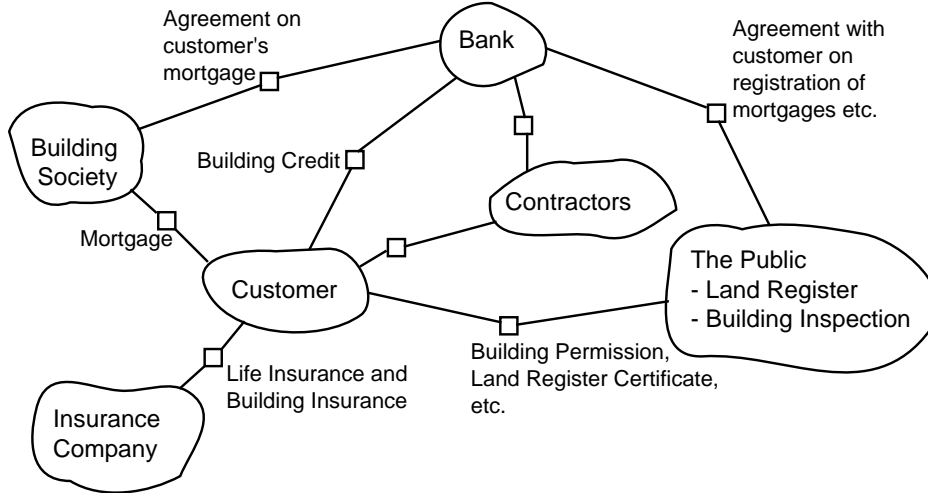 Agreement on
customer's
mortgage
Bank
Agreement with
customer on
registration of
mortgages etc.
Building
Society
Building Credit
Contractors
Mortgage
Customer
The Public
- Land Register
- Building Inspection
Building Permission,
Land Register Certificate,
etc.
Life Insurance and
Building Insurance
Insurance
Company